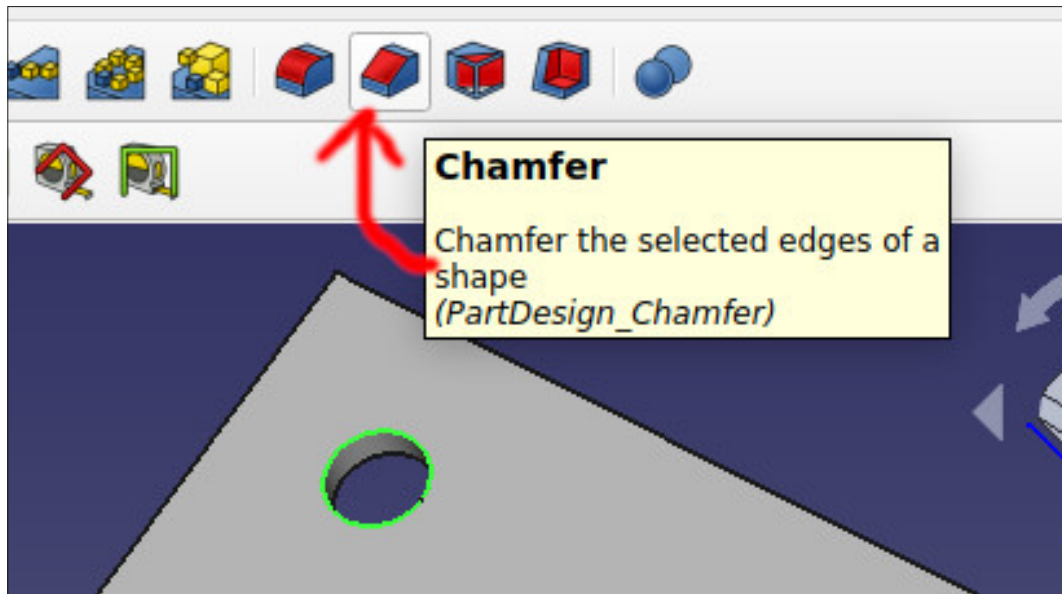 Chamfer
Chamfer the selected edges of a
shape
(PartDesign_Chamfer)